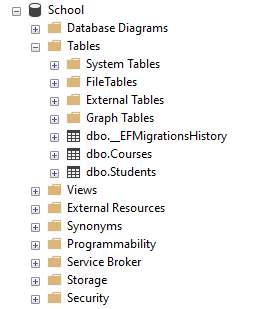 School
Database Diagrams
Tables
System Tables
FileTables
External Tables
Graph Tables
dbo.__EFMigrationsHistory
dbo.Courses
dbo.Students
Views
External Resources
Synonyms
Programmability
Service Broker
Storage
Security